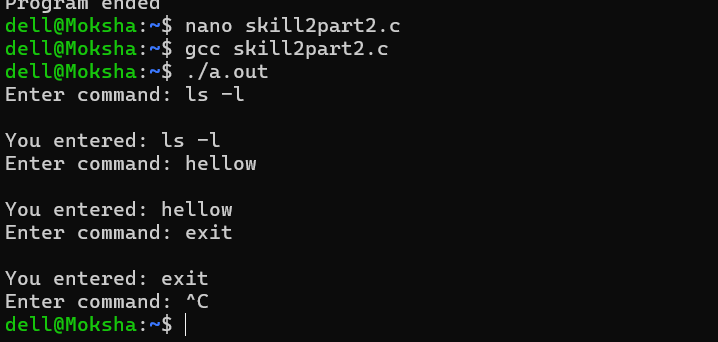 Program ended
dell@Moksha:~$ nano skill2part2.c
dell@Moksha:~$ gcc skill2part2.c
dell@Moksha:~$ ./a.out
Enter command: ls -l
You entered: ls -l
Enter command: hellow
You entered: hellow
Enter command: exit
You entered: exit
Enter command: ^C
dell@Moksha:~$